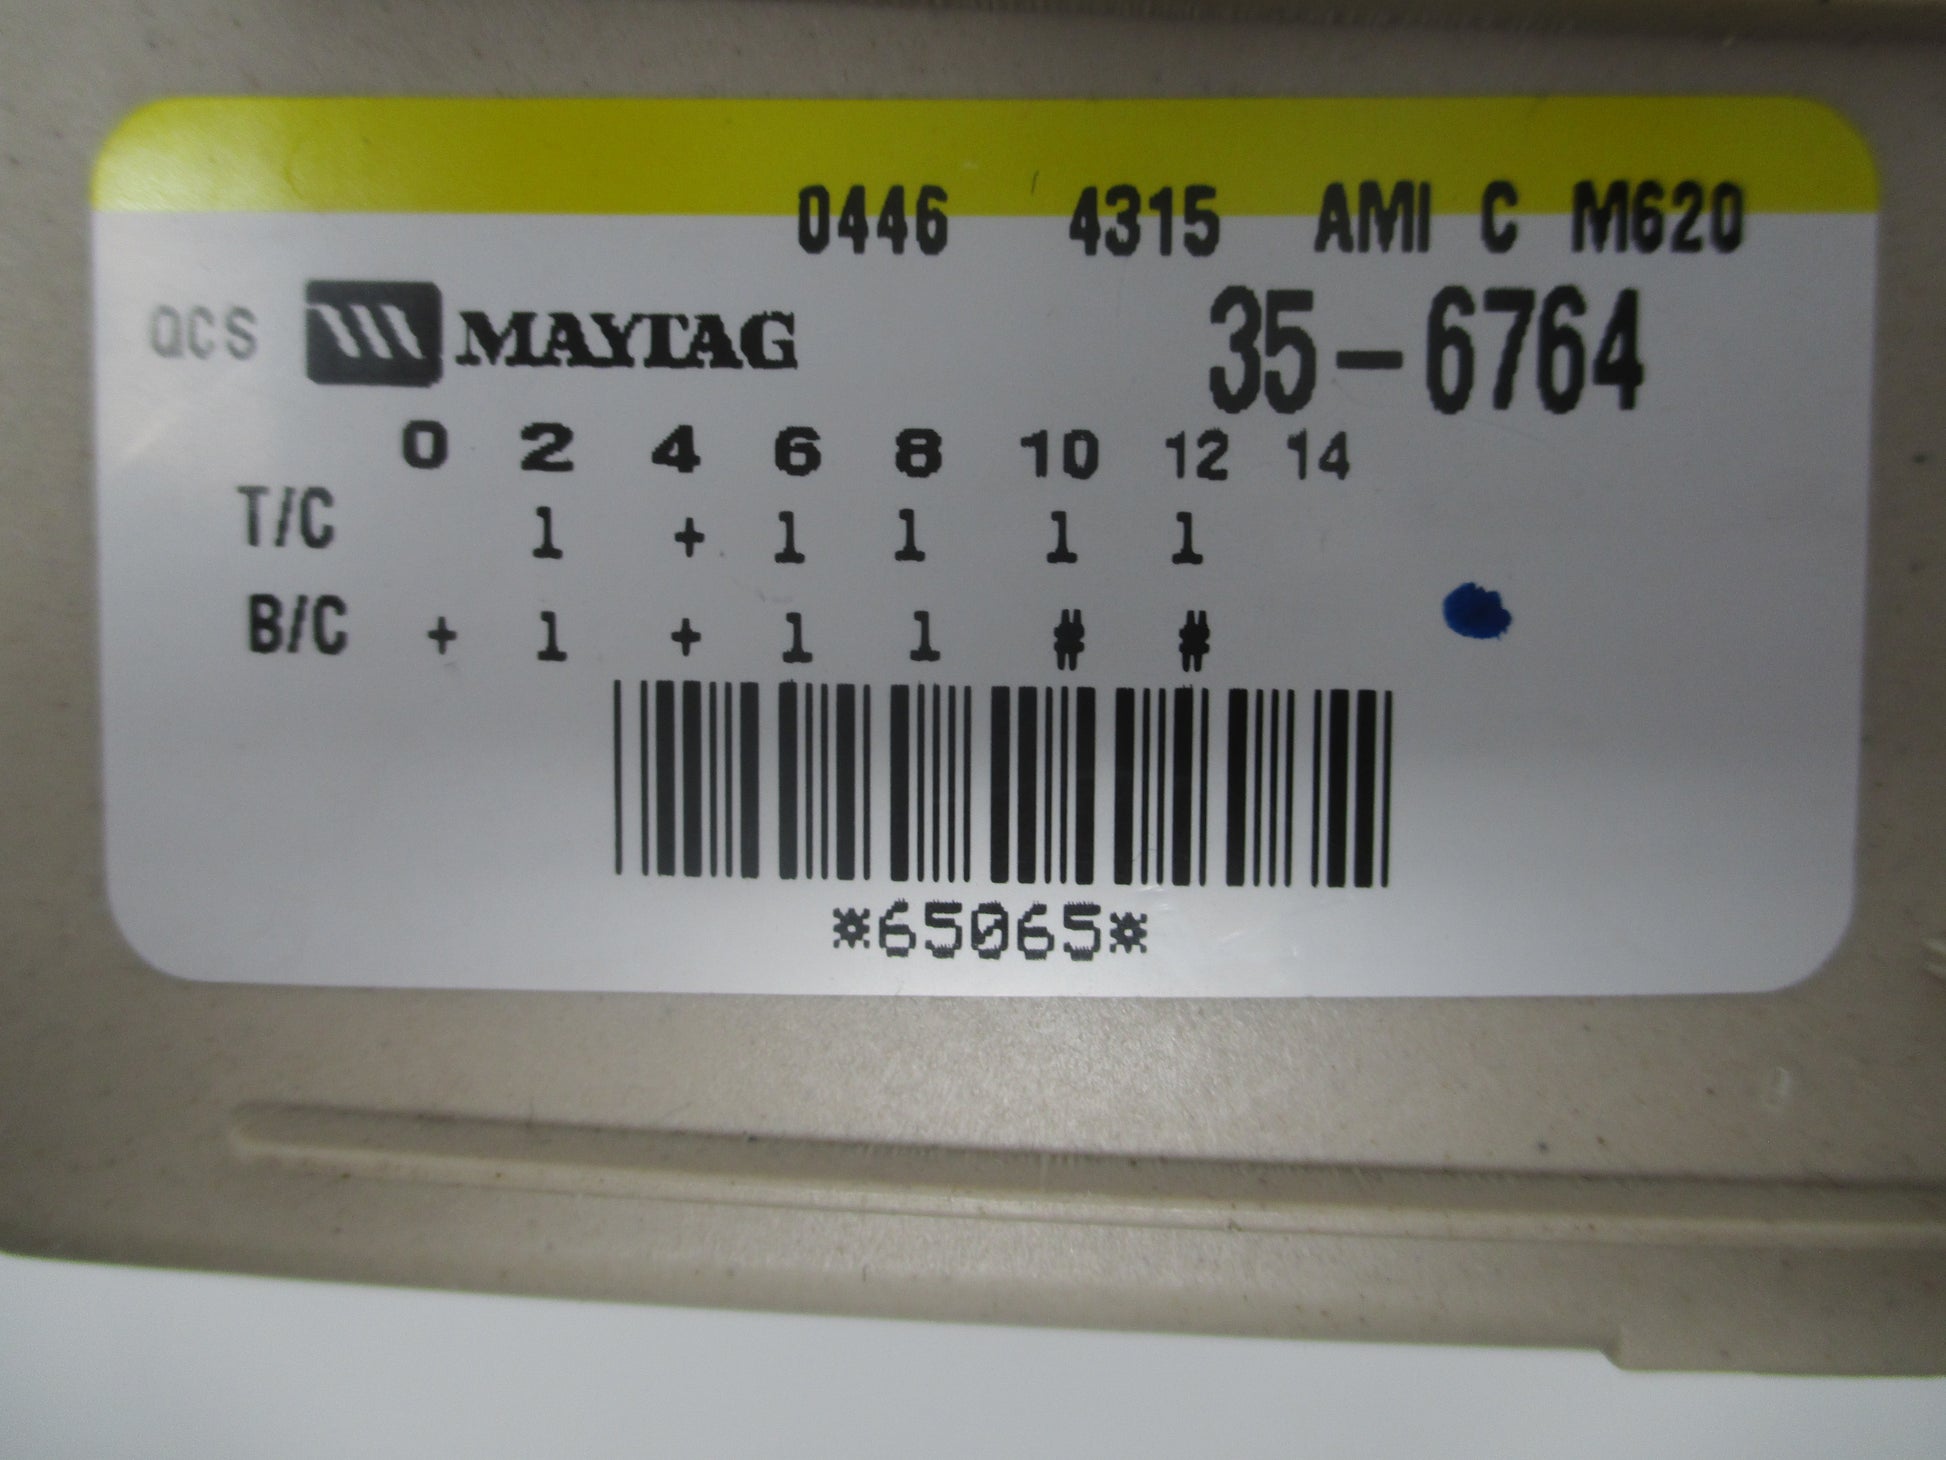 0446 4315 AMI C M620
QCS MAYTAG 35-6764
0 2 4 6 8 10 12 14
T/C 1 + 1 1 1 1
B/C + 1 + 1 1 # #
*65065*